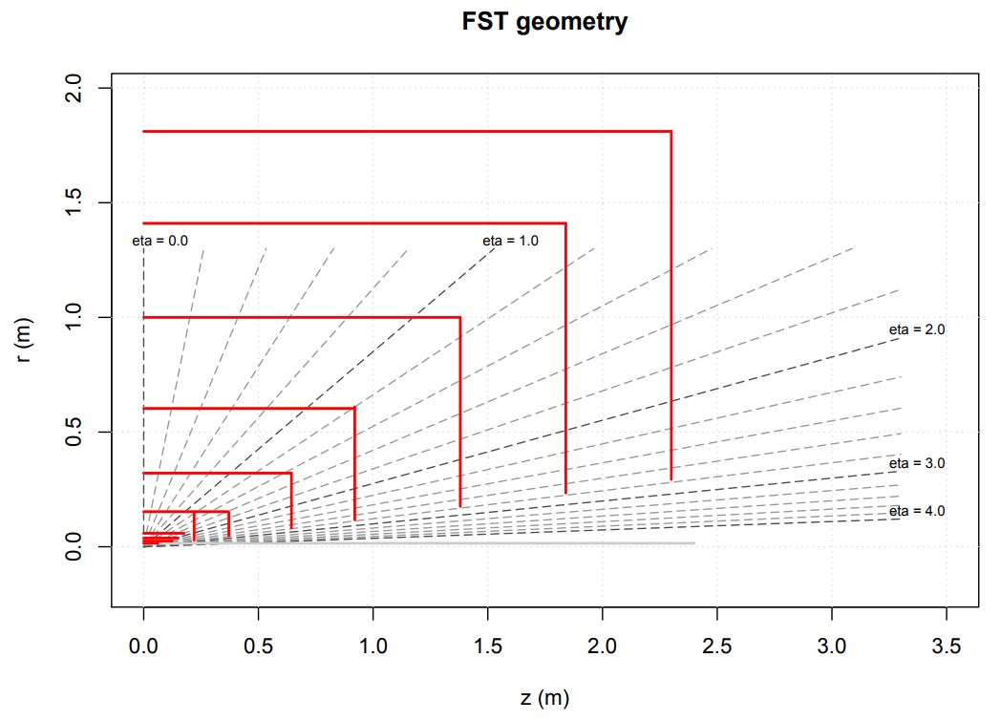 FST geometry
2.0
1.5
1.0
0.5
0.0
r (m)
eta = 0.0
eta = 1.0
eta = 2.0
eta = 3.0
eta = 4.0
0.0 0.5 1.0 1.5 2.0 2.5 3.0 3.5
z (m)